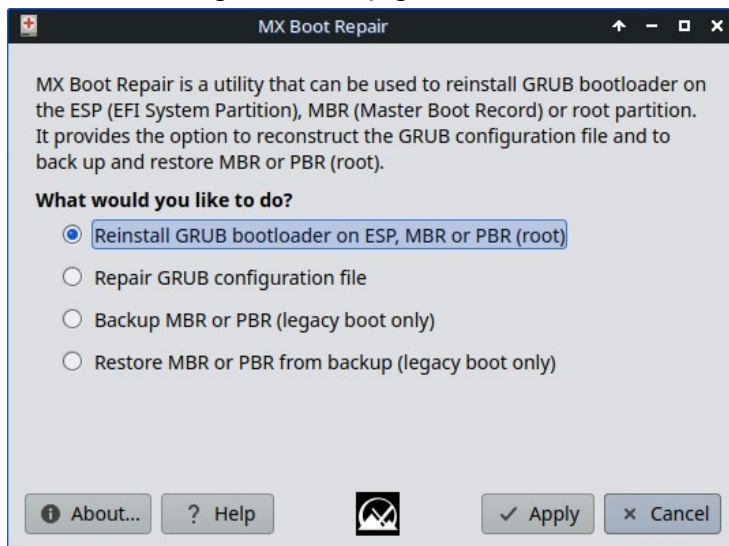 MX Boot Repair
MX Boot Repair is a utility that can be used to reinstall GRUB bootloader on
the ESP (EFI System Partition), MBR (Master Boot Record) or root partition.
It provides the option to reconstruct the GRUB configuration file and to
back up and restore MBR or PBR (root).
What would you like to do?
Reinstall GRUB bootloader on ESP, MBR or PBR (root)
Repair GRUB configuration file
Backup MBR or PBR (legacy boot only)
Restore MBR or PBR from backup (legacy boot only)
About... ? Help Apply × Cancel